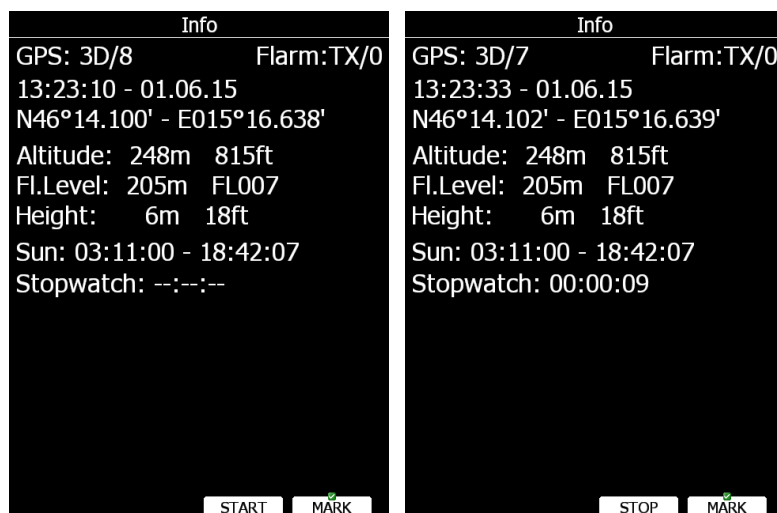 Info
GPS: 3D/8 Flarm:TX/0
13:23:10 - 01.06.15
N46°14.100' - E015°16.638'
Altitude: 248m 815ft
Fl.Level: 205m FL007
Height: 6m 18ft
Sun: 03:11:00 - 18:42:07
Stopwatch: --:--:--
START MARK
Info
GPS: 3D/7 Flarm:TX/0
13:23:33 - 01.06.15
N46°14.102' - E015°16.639'
Altitude: 248m 815ft
Fl.Level: 205m FL007
Height: 6m 18ft
Sun: 03:11:00 - 18:42:07
Stopwatch: 00:00:09
STOP MARK